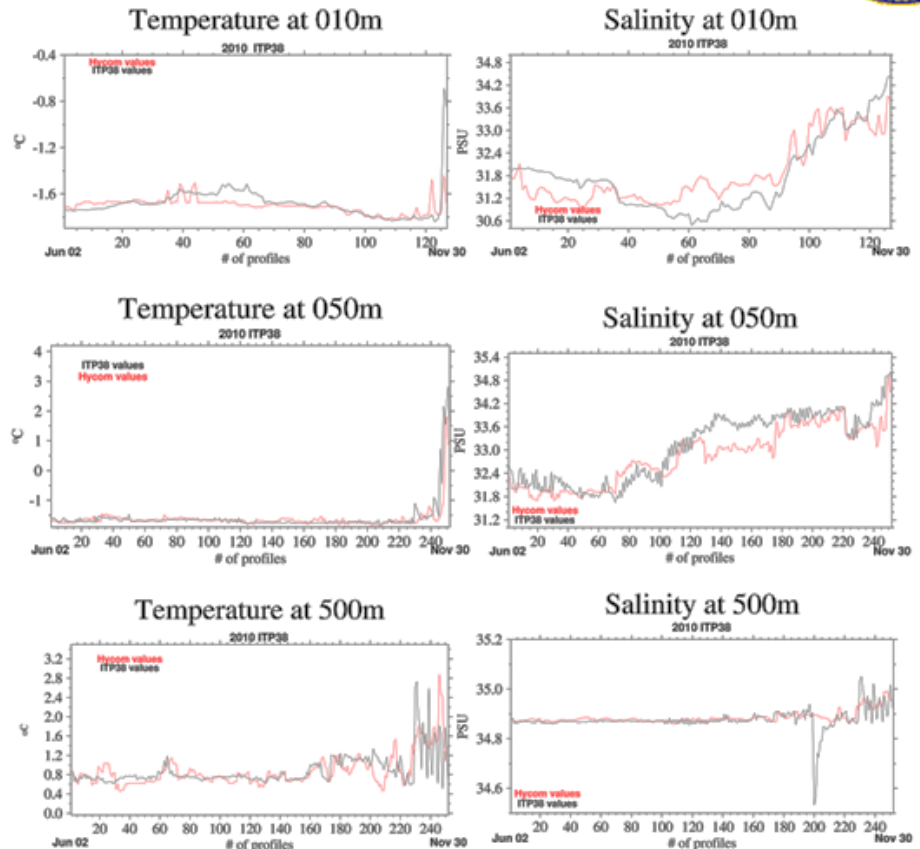 Temperature at 010m
2010 ITP38
-0.4
-0.8
-1.2
-1.6
°C
Hycom values
ITP38 values
20 40 60 80 100 120
Jun 02 # of profiles Nov 30
Salinity at 010m
2010 ITP38
34.8
34.2
33.6
33.0
32.4
31.8
31.2
30.6
PSU
Hycom values
ITP38 values
20 40 60 80 100 120
Jun 02 # of profiles Nov 30
Temperature at 050m
2010 ITP38
4
3
2
1
0
-1
°C
ITP38 values
Hycom values
20 40 60 80 100 120 140 160 180 200 220 240
Jun 02 # of profiles Nov 30
Salinity at 050m
2010 ITP38
35.4
34.8
34.2
33.6
33.0
32.4
31.8
31.2
PSU
Hycom values
ITP38 values
20 40 60 80 100 120 140 160 180 200 220 240
Jun 02 # of profiles Nov 30
Temperature at 500m
2010 ITP38
3.2
2.8
2.4
2.0
1.6
1.2
0.8
0.4
0.0
°C
Hycom values
ITP38 values
20 40 60 80 100 120 140 160 180 200 220 240
Jun 02 # of profiles Nov 30
Salinity at 500m
2010 ITP38
35.2
35.0
34.8
34.6
PSU
Hycom values
ITP38 values
20 40 60 80 100 120 140 160 180 200 220 240
Jun 02 # of profiles Nov 30